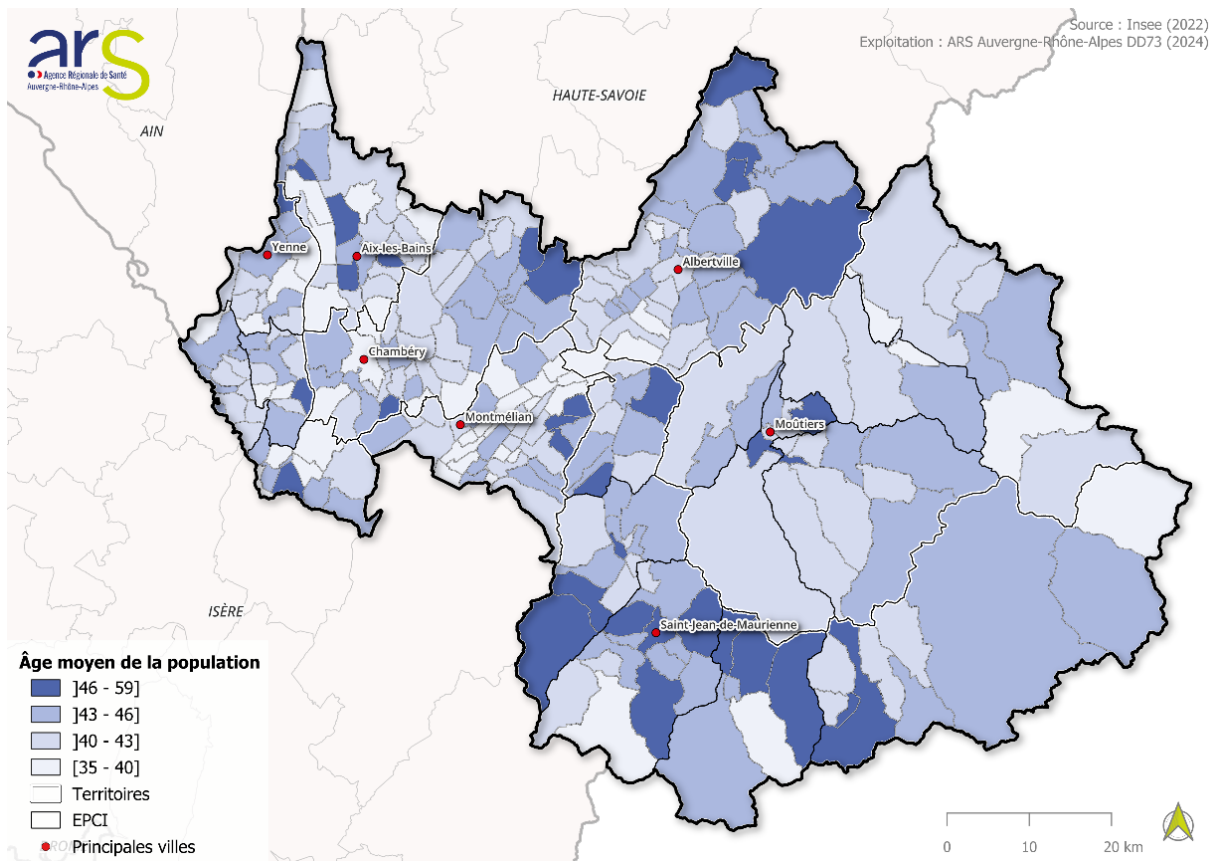 Source : Insee (2022)
Exploitation : ARS Auvergne-Rhône-Alpes DD73 (2024)
ars
Agence Régionale de Santé
Auvergne-Rhône-Alpes
HAUTE-SAVOIE
AIN
Yenne
Aix-les-Bains
Albertville
Chambéry
Montmélian
Moûtiers
ISÈRE
Saint-Jean-de-Maurienne
Âge moyen de la population
]46 - 59]
]43 - 46]
]40 - 43]
[35 - 40]
Territoires
EPCI
Principales villes
0 10 20 km